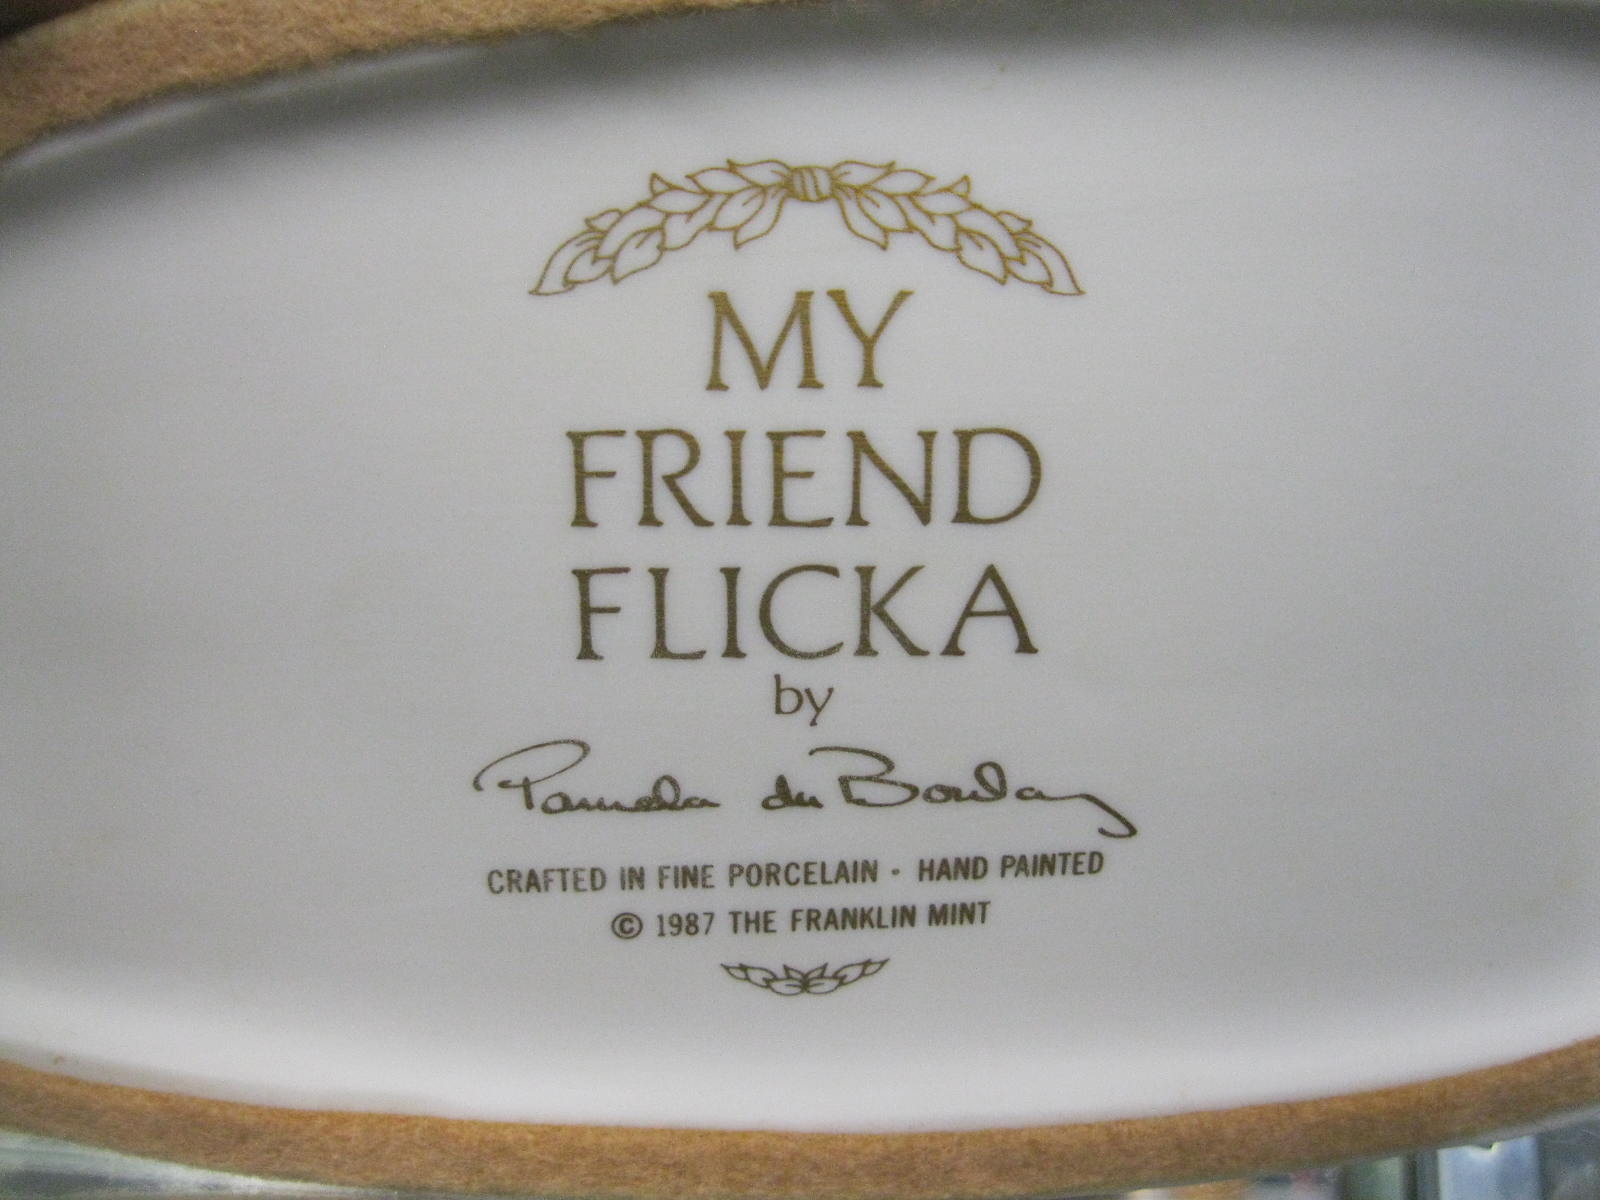 MY
FRIEND
FLICKA
by
Pamela du Boulay
CRAFTED IN FINE PORCELAIN · HAND PAINTED
© 1987 THE FRANKLIN MINT